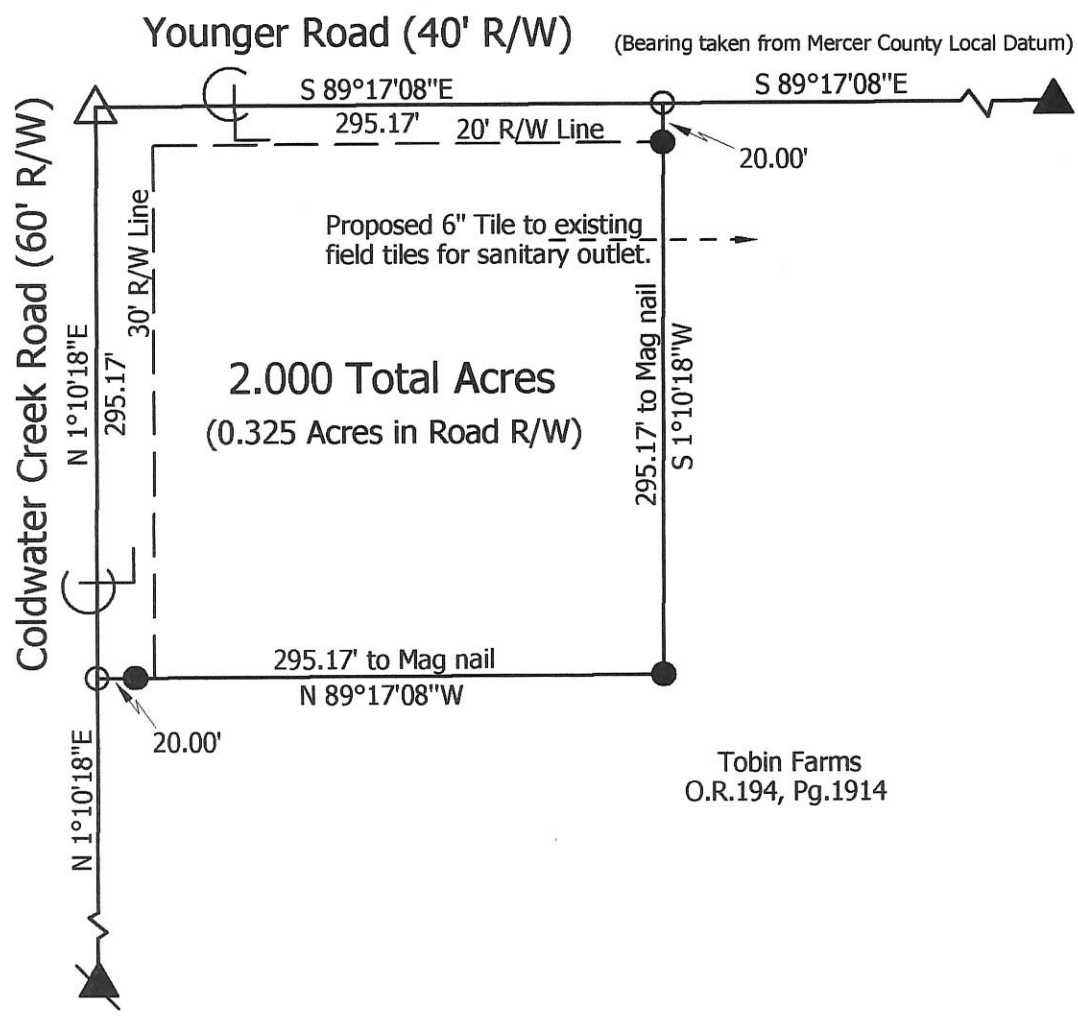 Younger Road (40' R/W)
(Bearing taken from Mercer County Local Datum)
S 89°17'08"E
S 89°17'08"E
295.17'
20' R/W Line
20.00'
Coldwater Creek Road (60' R/W)
N 1°10'18"E
295.17'
30' R/W Line
Proposed 6" Tile to existing
field tiles for sanitary outlet.
2.000 Total Acres
(0.325 Acres in Road R/W)
295.17' to Mag nail
S 1°10'18"W
295.17' to Mag nail
N 89°17'08"W
20.00'
N 1°10'18"E
Tobin Farms
O.R.194, Pg.1914